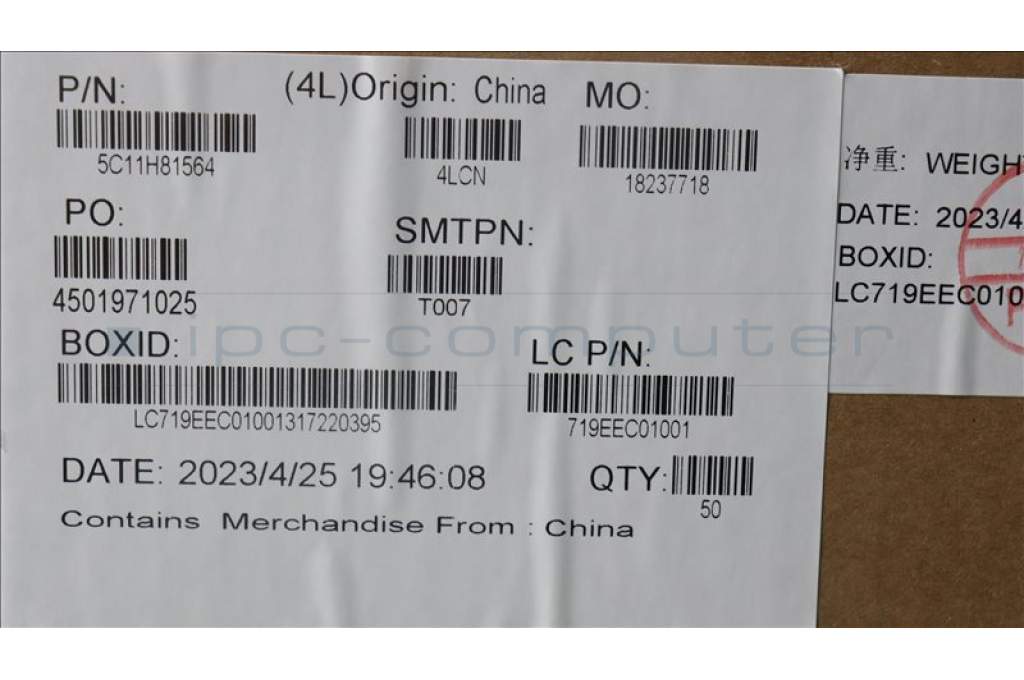 P/N: (4L)Origin: China MO:
5C11H81564 4LCN 18237718
PO: SMTPN:
4501971025 T007
BOXID: LC P/N:
LC719EEC01001317220395 719EEC01001
DATE: 2023/4/25 19:46:08 QTY:
50
Contains Merchandise From : China
净重: WEIGH
DATE: 2023/4
BOXID:
LC719EEC010
ipc-computer